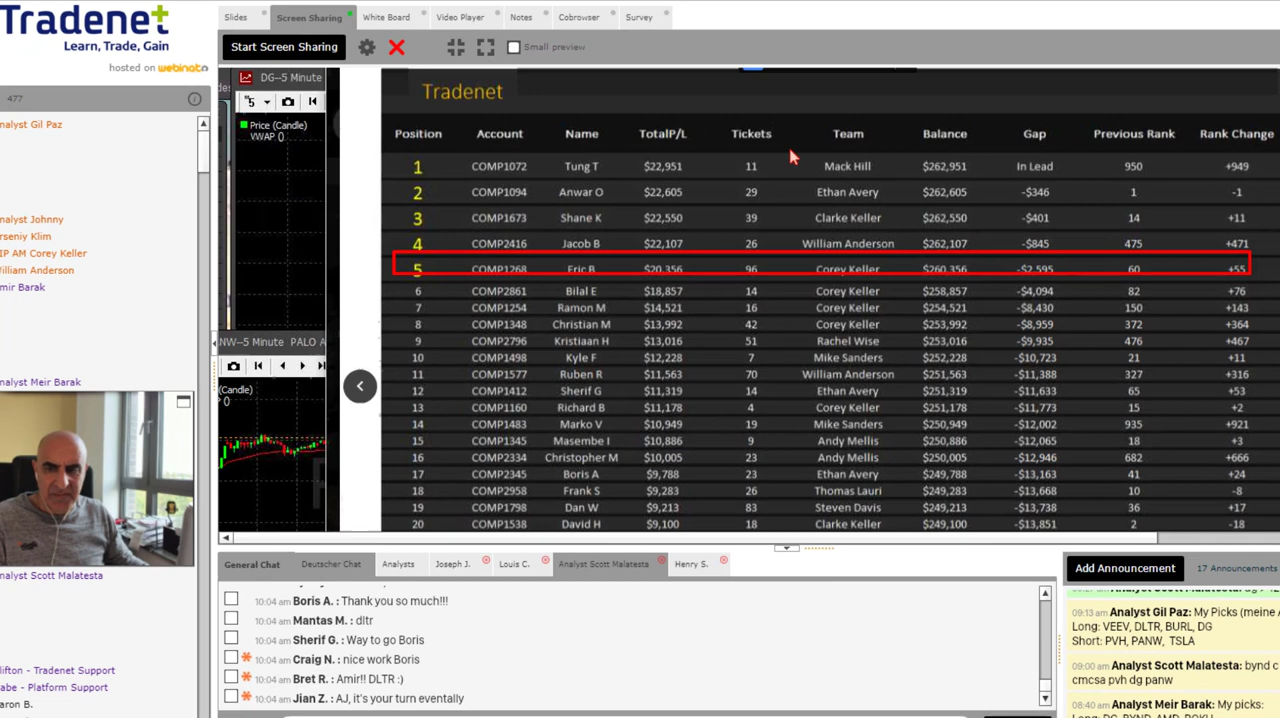 Tradenet
Learn, Trade, Gain
hosted on webinato
Slides
Screen Sharing
White Board
Video Player
Notes
Cobrowser
Survey
Start Screen Sharing
Small preview
477
nalyst Gil Paz
nalyst Johnny
rseniy Klim
IP AM Corey Keller
illiam Anderson
mir Barak
nalyst Meir Barak
nalyst Scott Malatesta
lifton - Tradenet Support
abe - Platform Support
aron B.
DG--5 Minute
5
Price (Candle)
VWAP ()
NW--5 Minute PALO A
(Candle)
()
Tradenet
Position Account Name TotalP/L Tickets Team Balance Gap Previous Rank Rank Change
1 COMP1072 Tung T $22,951 11 Mack Hill $262,951 In Lead 950 +949
2 COMP1094 Anwar O $22,605 29 Ethan Avery $262,605 -$346 1 -1
3 COMP1673 Shane K $22,550 39 Clarke Keller $262,550 -$401 14 +11
4 COMP2416 Jacob B $22,107 26 William Anderson $262,107 -$845 475 +471
5 COMP1268 Eric B $20,356 96 Corey Keller $260,356 -$2,595 60 +55
6 COMP2861 Bilal E $18,857 14 Corey Keller $258,857 -$4,094 82 +76
7 COMP1254 Ramon M $14,521 16 Corey Keller $254,521 -$8,430 150 +143
8 COMP1348 Christian M $13,992 42 Corey Keller $253,992 -$8,959 372 +364
9 COMP2796 Kristiaan H $13,016 51 Rachel Wise $253,016 -$9,935 476 +467
10 COMP1498 Kyle F $12,228 7 Mike Sanders $252,228 -$10,723 21 +11
11 COMP1577 Ruben R $11,563 70 William Anderson $251,563 -$11,388 327 +316
12 COMP1412 Sherif G $11,319 14 Ethan Avery $251,319 -$11,633 65 +53
13 COMP1160 Richard B $11,178 4 Corey Keller $251,178 -$11,773 15 +2
14 COMP1483 Marko V $10,949 19 Mike Sanders $250,949 -$12,002 935 +921
15 COMP1345 Masembe I $10,886 9 Andy Mellis $250,886 -$12,065 18 +3
16 COMP2334 Christopher M $10,005 23 Andy Mellis $250,005 -$12,946 682 +666
17 COMP2345 Boris A $9,788 23 Ethan Avery $249,788 -$13,163 41 +24
18 COMP2958 Frank S $9,283 26 Thomas Lauri $249,283 -$13,668 10 -8
19 COMP1798 Dan W $9,213 83 Steven Davis $249,213 -$13,738 36 +17
20 COMP1538 David H $9,100 18 Clarke Keller $249,100 -$13,851 2 -18
General Chat
Deutscher Chat
Analysts
Joseph J.
Louis C.
Analyst Scott Malatesta
Henry S.
10:04 am Boris A. : Thank you so much!!!
10:04 am Mantas M. : dltr
10:04 am Sherif G. : Way to go Boris
10:04 am Craig N. : nice work Boris
10:04 am Bret R. : Amir!! DLTR :)
10:04 am Jian Z. : AJ, it's your turn eventally
Add Announcement
17 Announcements
09:13 am Analyst Gil Paz: My Picks (meine A
Long: VEEV, DLTR, BURL, DG
Short: PVH, PANW, TSLA
09:00 am Analyst Scott Malatesta: bynd c
cmcsa pvh dg panw
08:40 am Analyst Meir Barak: My picks: